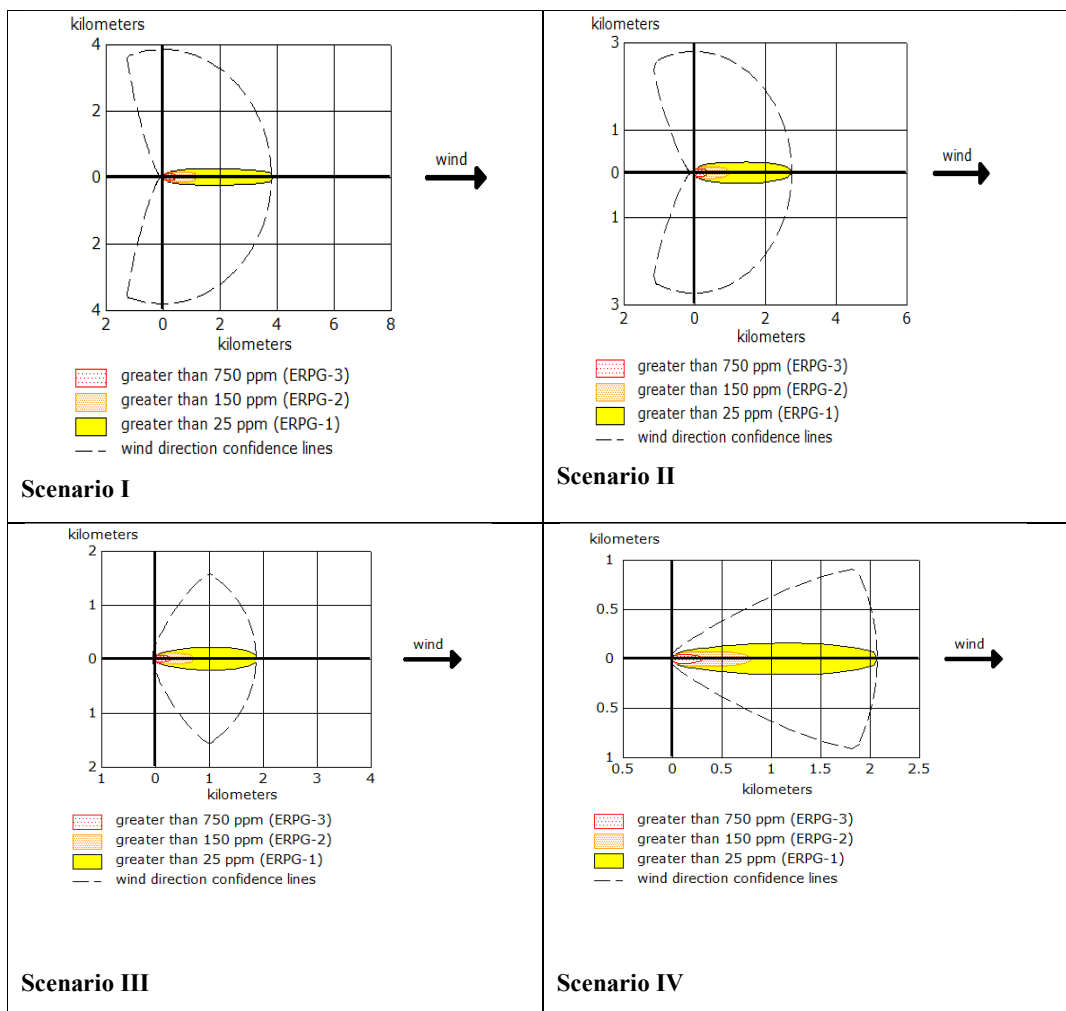 kilometers
4
2
0
2
4
2 0 2 4 6 8
kilometers
wind
greater than 750 ppm (ERPG-3)
greater than 150 ppm (ERPG-2)
greater than 25 ppm (ERPG-1)
wind direction confidence lines
Scenario I
kilometers
3
1
0
1
3
2 0 2 4 6
kilometers
wind
greater than 750 ppm (ERPG-3)
greater than 150 ppm (ERPG-2)
greater than 25 ppm (ERPG-1)
wind direction confidence lines
Scenario II
kilometers
2
1
0
1
2
1 0 1 2 3 4
kilometers
wind
greater than 750 ppm (ERPG-3)
greater than 150 ppm (ERPG-2)
greater than 25 ppm (ERPG-1)
wind direction confidence lines
Scenario III
kilometers
1
0.5
0
0.5
1
0.5 0 0.5 1 1.5 2 2.5
kilometers
wind
greater than 750 ppm (ERPG-3)
greater than 150 ppm (ERPG-2)
greater than 25 ppm (ERPG-1)
wind direction confidence lines
Scenario IV